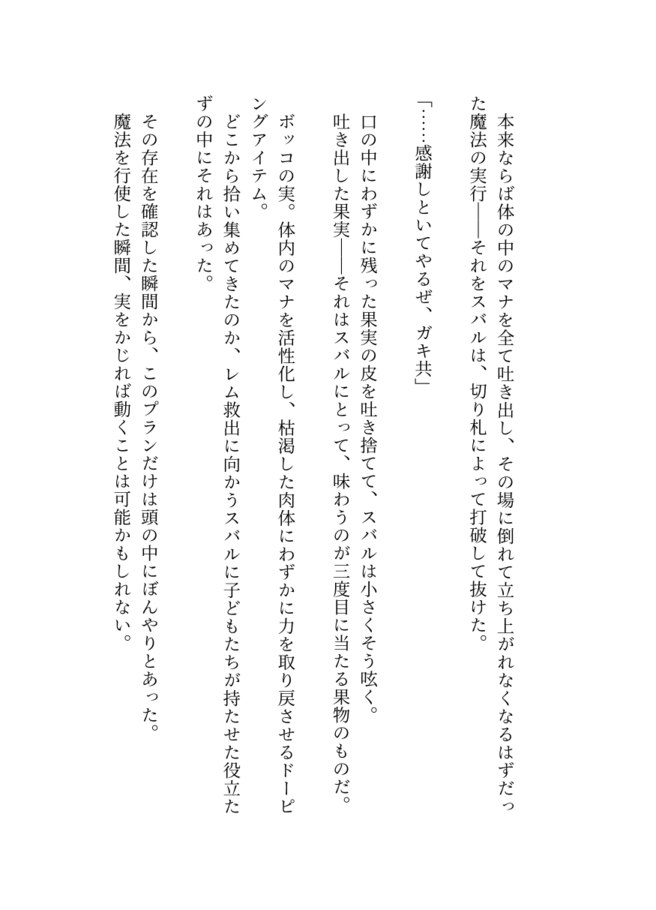 本来ならば体の中のマナを全て吐き出し、その場に倒れて立ち上がれなくなるはずだっ
た魔法の実行――それをスバルは、切り札によって打破して抜けた。
「……感謝しといてやるぜ、ガキ共」
　口の中にわずかに残った果実の皮を吐き捨てて、スバルは小さくそう呟く。
　吐き出した果実――それはスバルにとって、味わうのが三度目に当たる果物のものだ。
　ボッコの実。体内のマナを活性化し、枯渇した肉体にわずかに力を取り戻させるドーピ
ングアイテム。
　どこから拾い集めてきたのか、レム救出に向かうスバルに子どもたちが持たせた役立た
ずの中にそれはあった。
　その存在を確認した瞬間から、このプランだけは頭の中にぼんやりとあった。
　魔法を行使した瞬間、実をかじれば動くことは可能かもしれない。